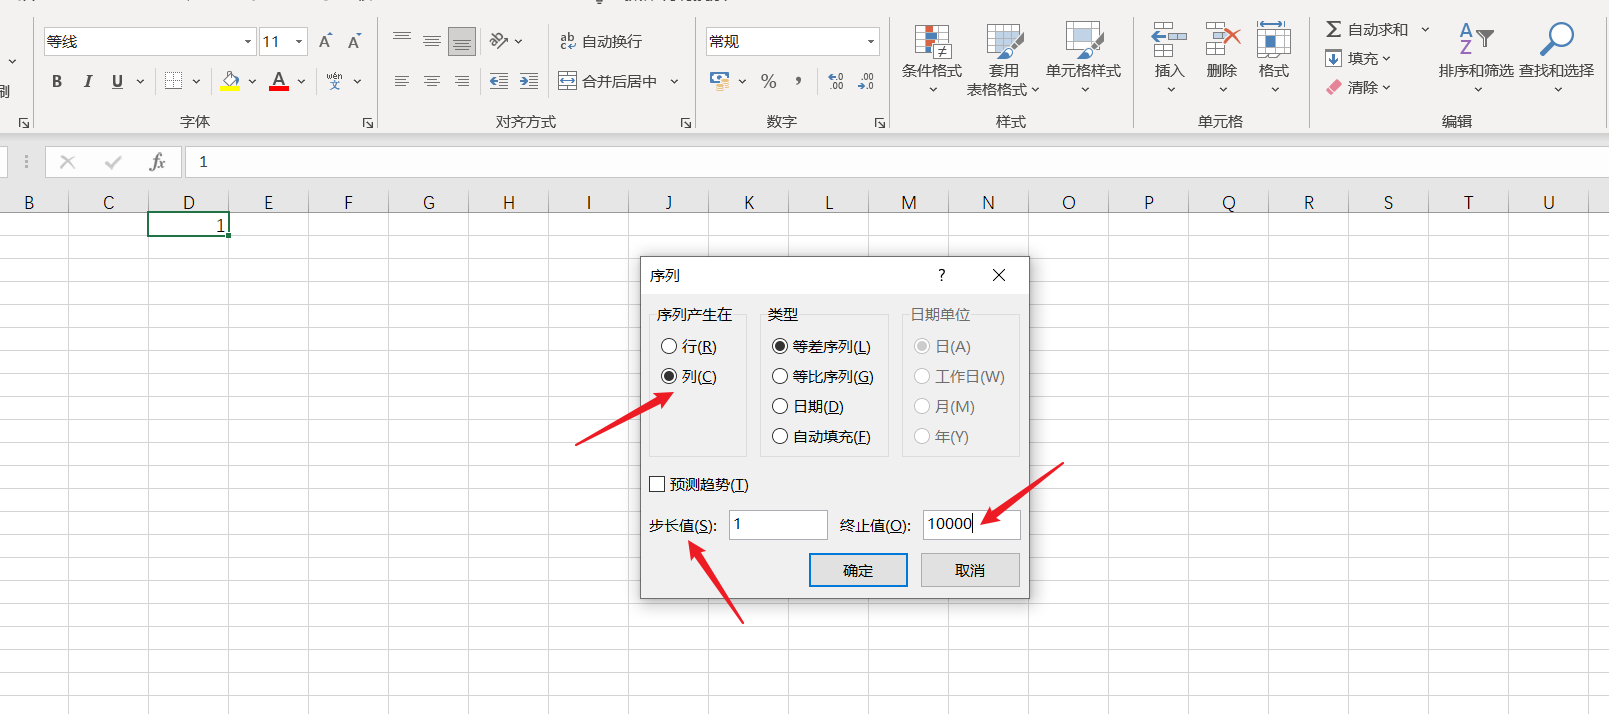 等线 11 A A
ab 自动换行
常规
B I U A wén 文
合并后居中
% , .00 .00
条件格式 套用 表格格式 单元格样式
插入 删除 格式
Σ 自动求和
填充
清除
A Z 排序和筛选 查找和选择
刷
字体 对齐方式 数字 样式 单元格 编辑
fx 1
B C D E F G H I J K L M N O P Q R S T U
1
序列 ?
序列产生在 类型 日期单位
行(R) 等差序列(L) 日(A)
列(C) 等比序列(G) 工作日(W)
日期(D) 月(M)
自动填充(F) 年(Y)
预测趋势(T)
步长值(S): 1 终止值(O): 10000
确定 取消